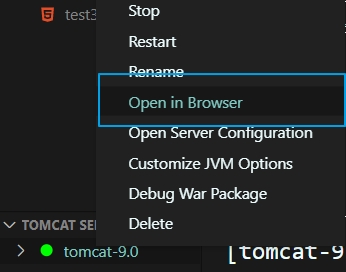 test3
Stop
Restart
Rename
Open in Browser
Open Server Configuration
Customize JVM Options
Debug War Package
Delete
TOMCAT SE
tomcat-9.0
[tomcat-9